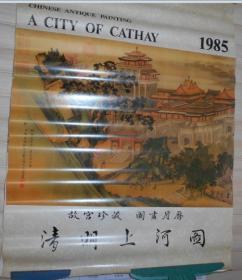 CHINESE ANTIQUE PAINTING
A CITY OF CATHAY 1985
故宫珍藏 國畫月曆
清明上河圖